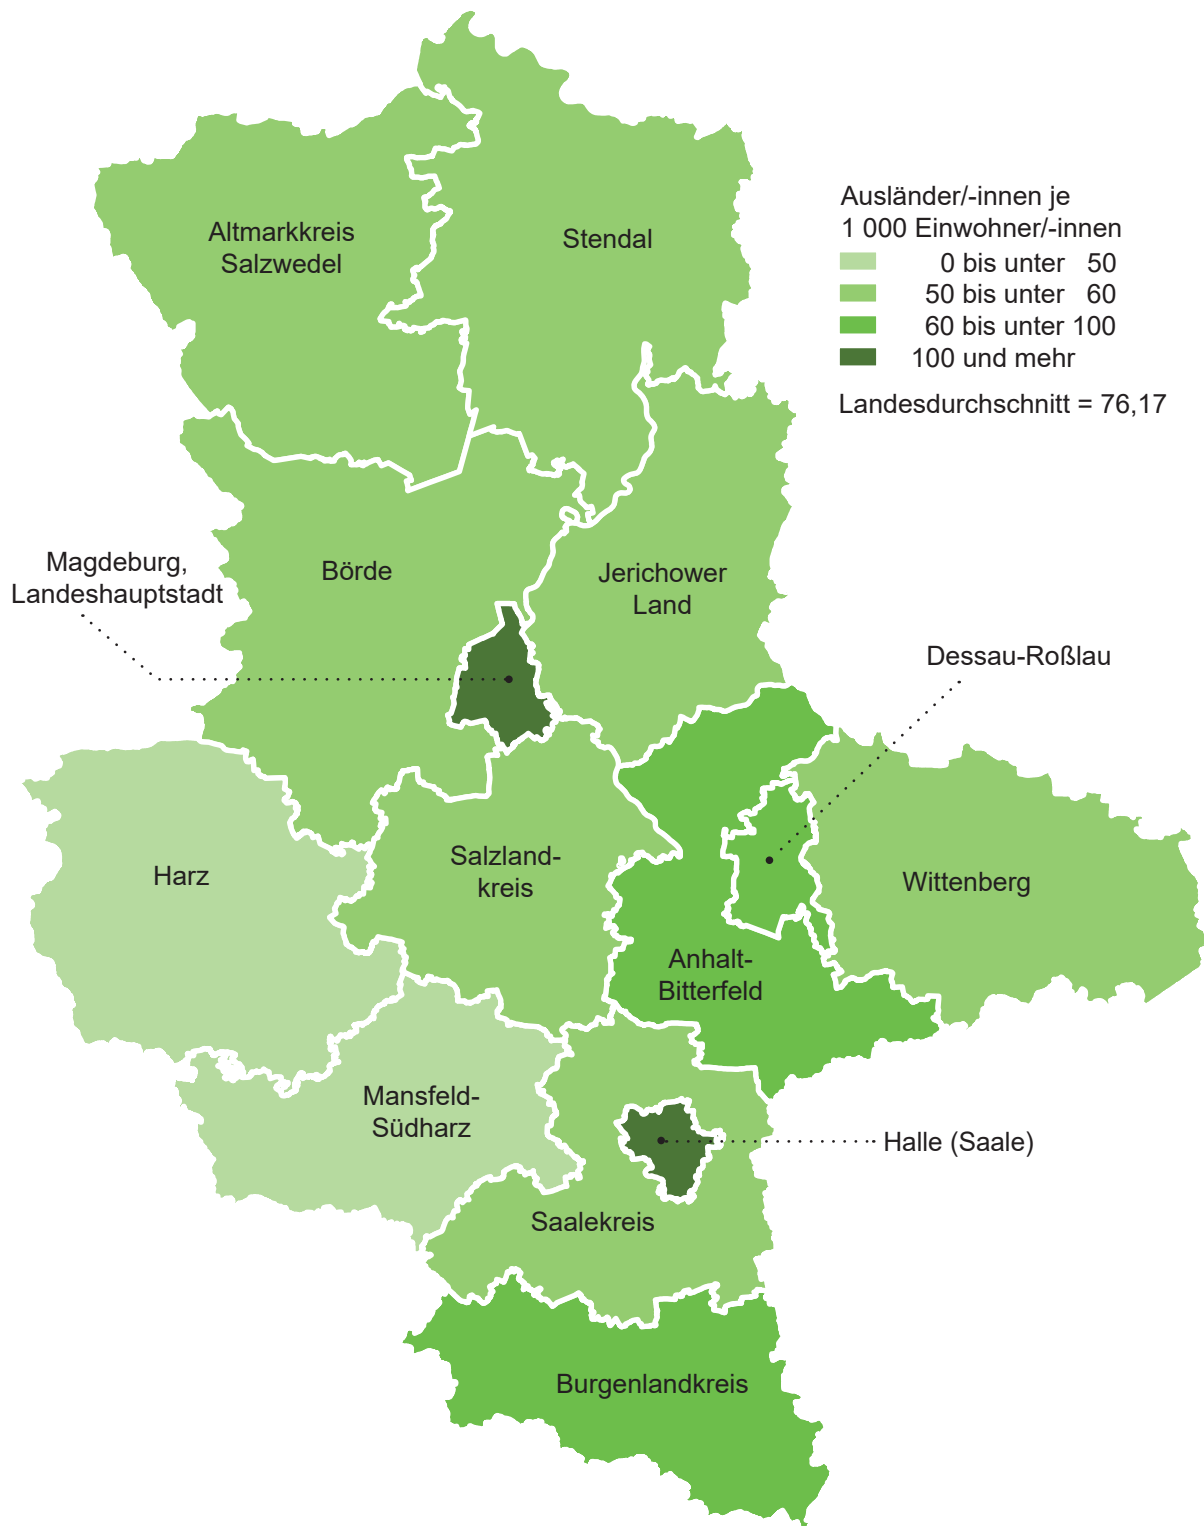 Altmarkkreis
Salzwedel
Stendal
Ausländer/-innen je
1 000 Einwohner/-innen
0 bis unter 50
50 bis unter 60
60 bis unter 100
100 und mehr
Landesdurchschnitt = 76,17
Magdeburg,
Landeshauptstadt
Börde
Jerichower
Land
Dessau-Roßlau
Harz
Salzland-
kreis
Wittenberg
Anhalt-
Bitterfeld
Mansfeld-
Südharz
Halle (Saale)
Saalekreis
Burgenlandkreis